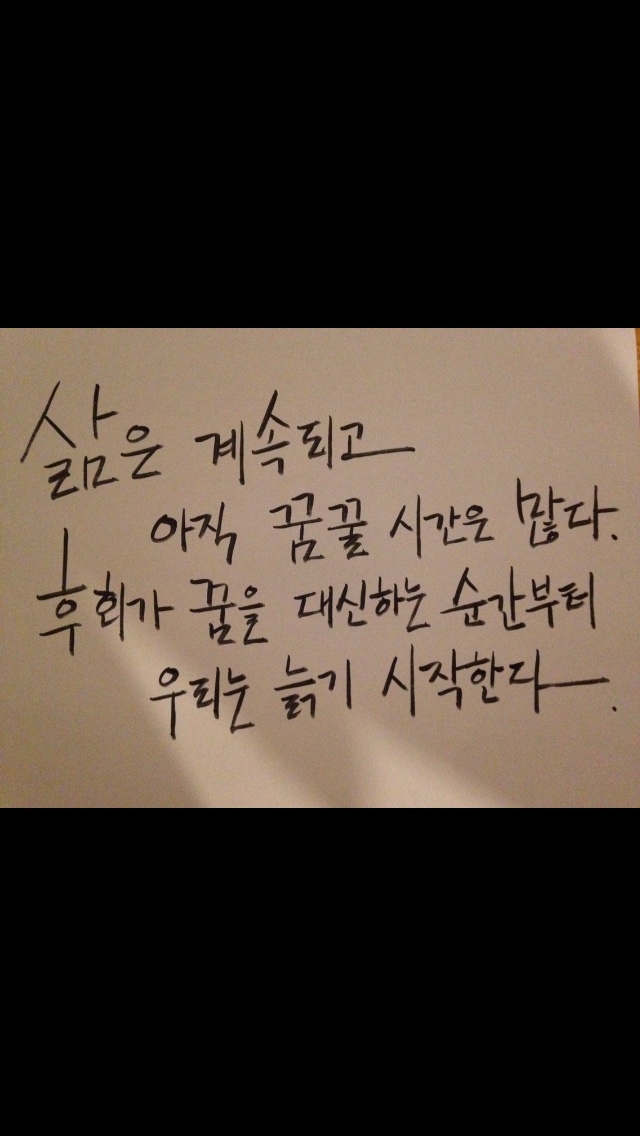 삶은 계속되고
아직 꿈꿀 시간은 많다.
후회가 꿈을 대신하는 순간부터
우리는 늙기 시작한다.